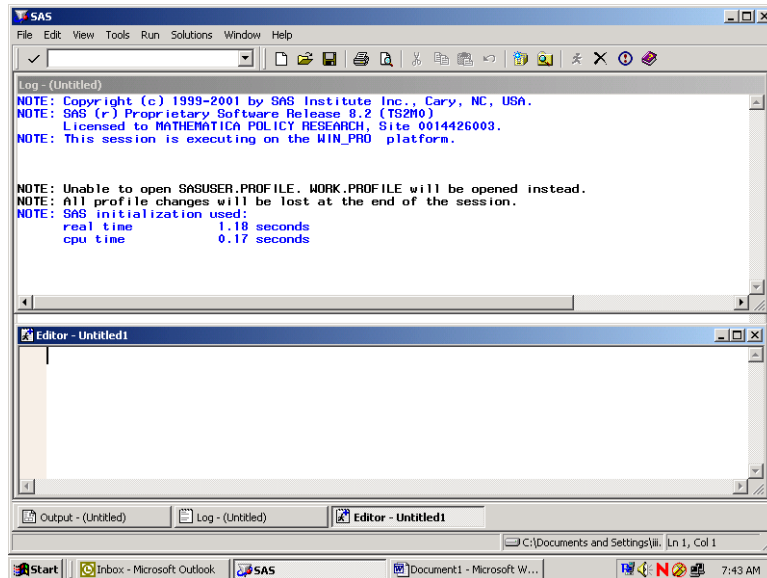 SAS
File Edit View Tools Run Solutions Window Help
Log - (Untitled)
NOTE: Copyright (c) 1999-2001 by SAS Institute Inc., Cary, NC, USA.
NOTE: SAS (r) Proprietary Software Release 8.2 (TS2M0)
Licensed to MATHEMATICA POLICY RESEARCH, Site 0014426003.
NOTE: This session is executing on the WIN_PRO platform.
NOTE: Unable to open SASUSER.PROFILE. WORK.PROFILE will be opened instead.
NOTE: All profile changes will be lost at the end of the session.
NOTE: SAS initialization used:
real time 1.18 seconds
cpu time 0.17 seconds
Editor - Untitled1
Output - (Untitled) Log - (Untitled) Editor - Untitled1
C:\Documents and Settings\iii. Ln 1, Col 1
Start Inbox - Microsoft Outlook SAS Document1 - Microsoft W... N 7:43 AM